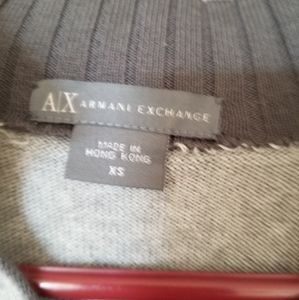 A|X ARMANI EXCHANGE
MADE IN
HONG KONG
XS